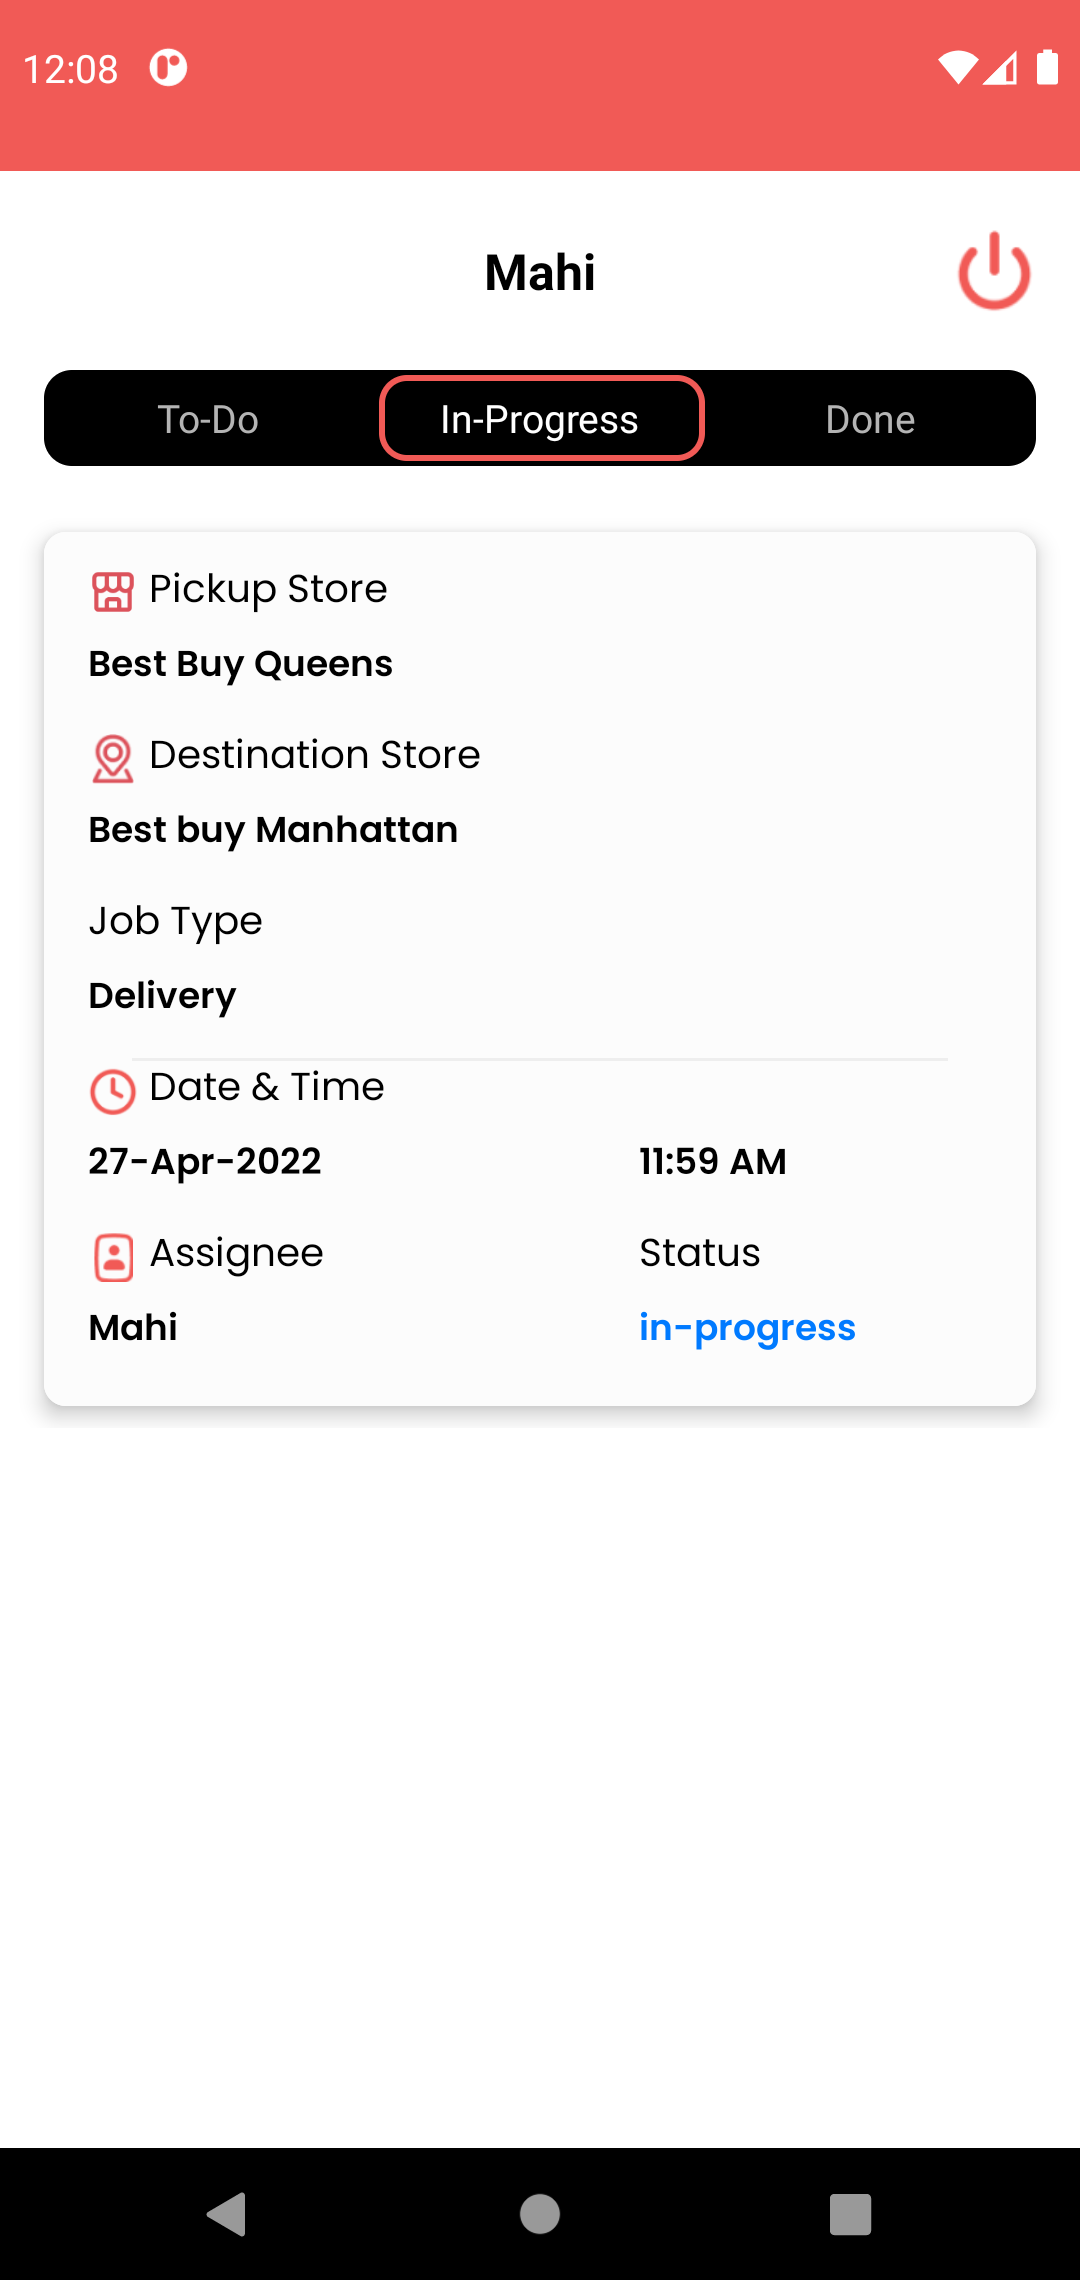 12:08
Mahi
To-Do In-Progress Done
Pickup Store
Best Buy Queens
Destination Store
Best buy Manhattan
Job Type
Delivery
Date & Time
27-Apr-2022 11:59 AM
Assignee Status
Mahi in-progress